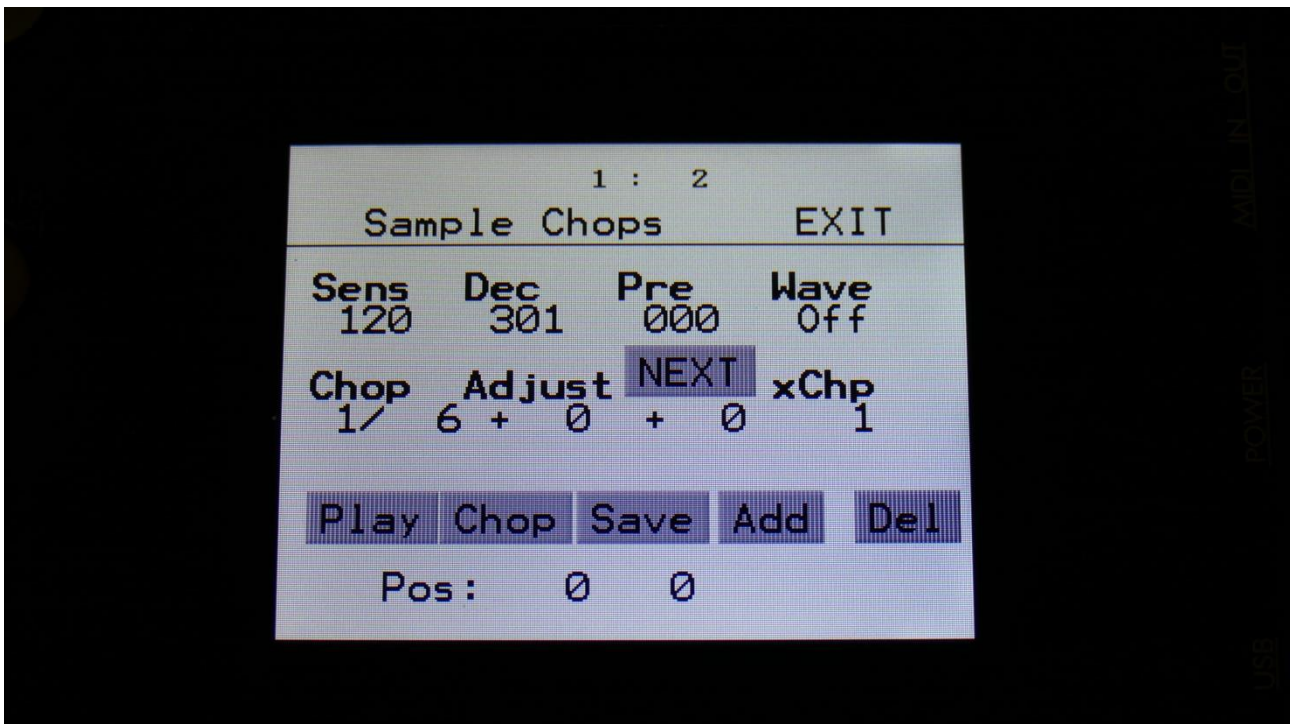 1 : 2
Sample Chops EXIT
Sens Dec Pre Wave
120 301 000 Off
Chop Adjust NEXT xChp
1/ 6 + 0 + 0 1
Play Chop Save Add Del
Pos: 0 0
MIDI IN OUT
POWER
USB